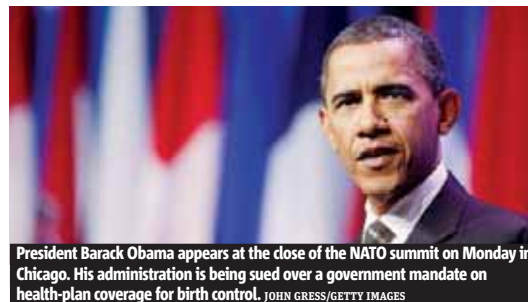 President Barack Obama appears at the close of the NATO summit on Monday in
Chicago. His administration is being sued over a government mandate on
health-plan coverage for birth control. JOHN GRESS/GETTY IMAGES